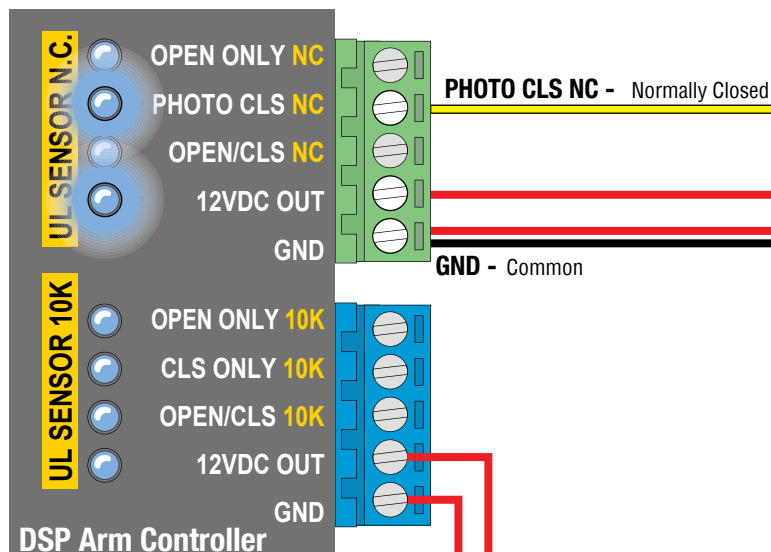 UL SENSOR N.C.
OPEN ONLY NC
PHOTO CLS NC
OPEN/CLS NC
12VDC OUT
GND
PHOTO CLS NC - Normally Closed
GND - Common
UL SENSOR 10K
OPEN ONLY 10K
CLS ONLY 10K
OPEN/CLS 10K
12VDC OUT
GND
DSP Arm Controller